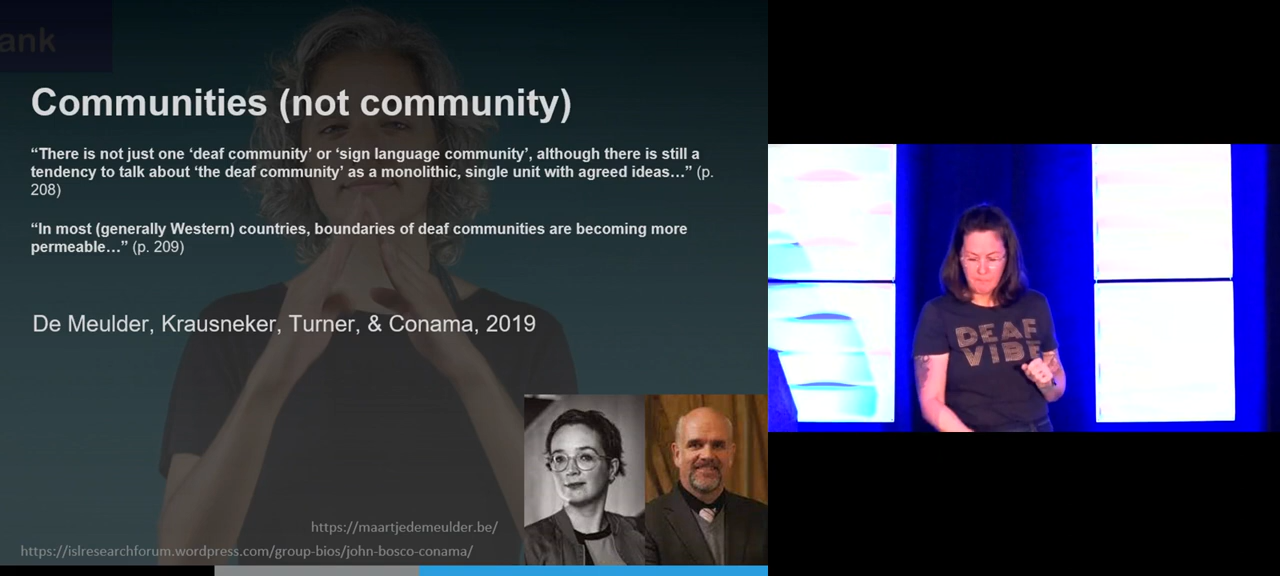 ank
Communities (not community)
“There is not just one ‘deaf community’ or ‘sign language community’, although there is still a
tendency to talk about ‘the deaf community’ as a monolithic, single unit with agreed ideas…” (p.
208)
“In most (generally Western) countries, boundaries of deaf communities are becoming more
permeable…” (p. 209)
De Meulder, Krausneker, Turner, & Conama, 2019
https://maartjedemeulder.be/
https://islresearchforum.wordpress.com/group-bios/john-bosco-conama/
DEAF
VIBE